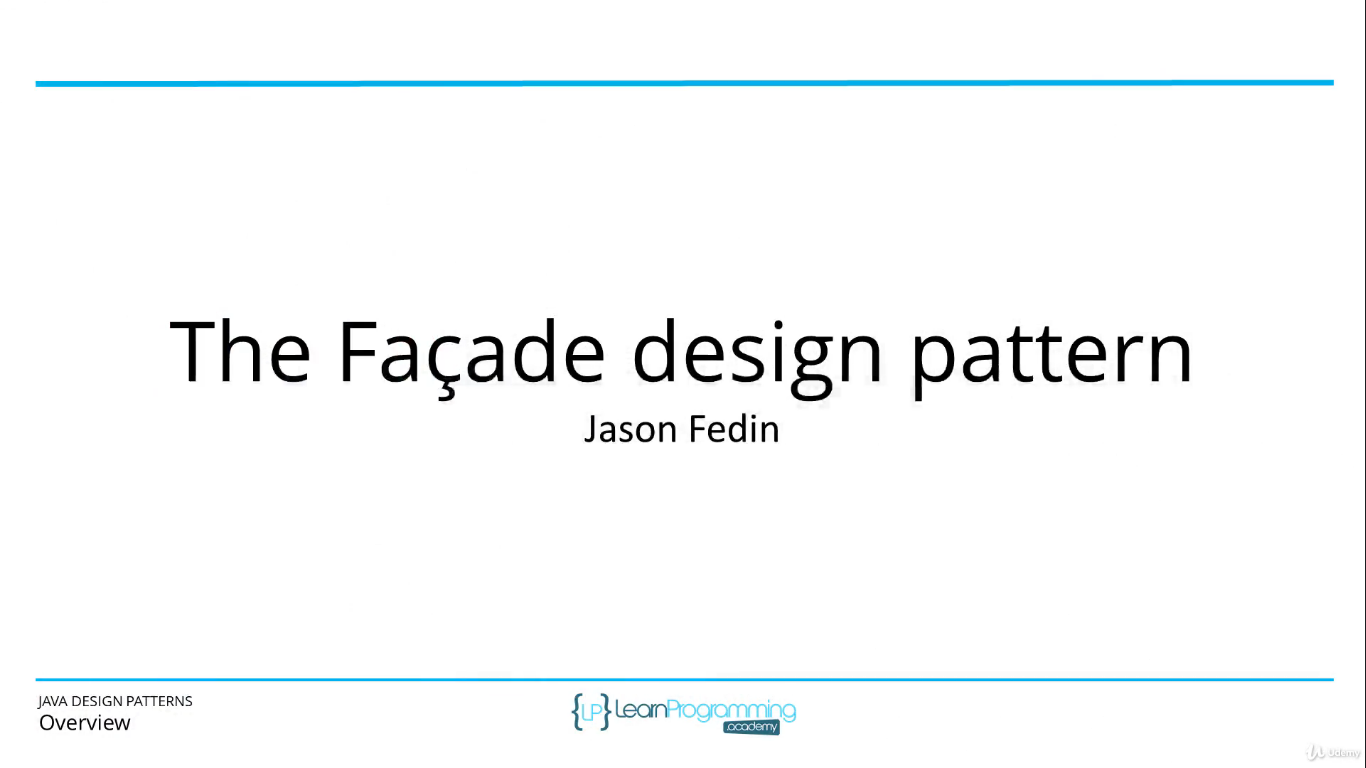 The Façade design pattern
Jason Fedin
JAVA DESIGN PATTERNS
Overview
{LP} LearnProgramming
.academy
Udemy